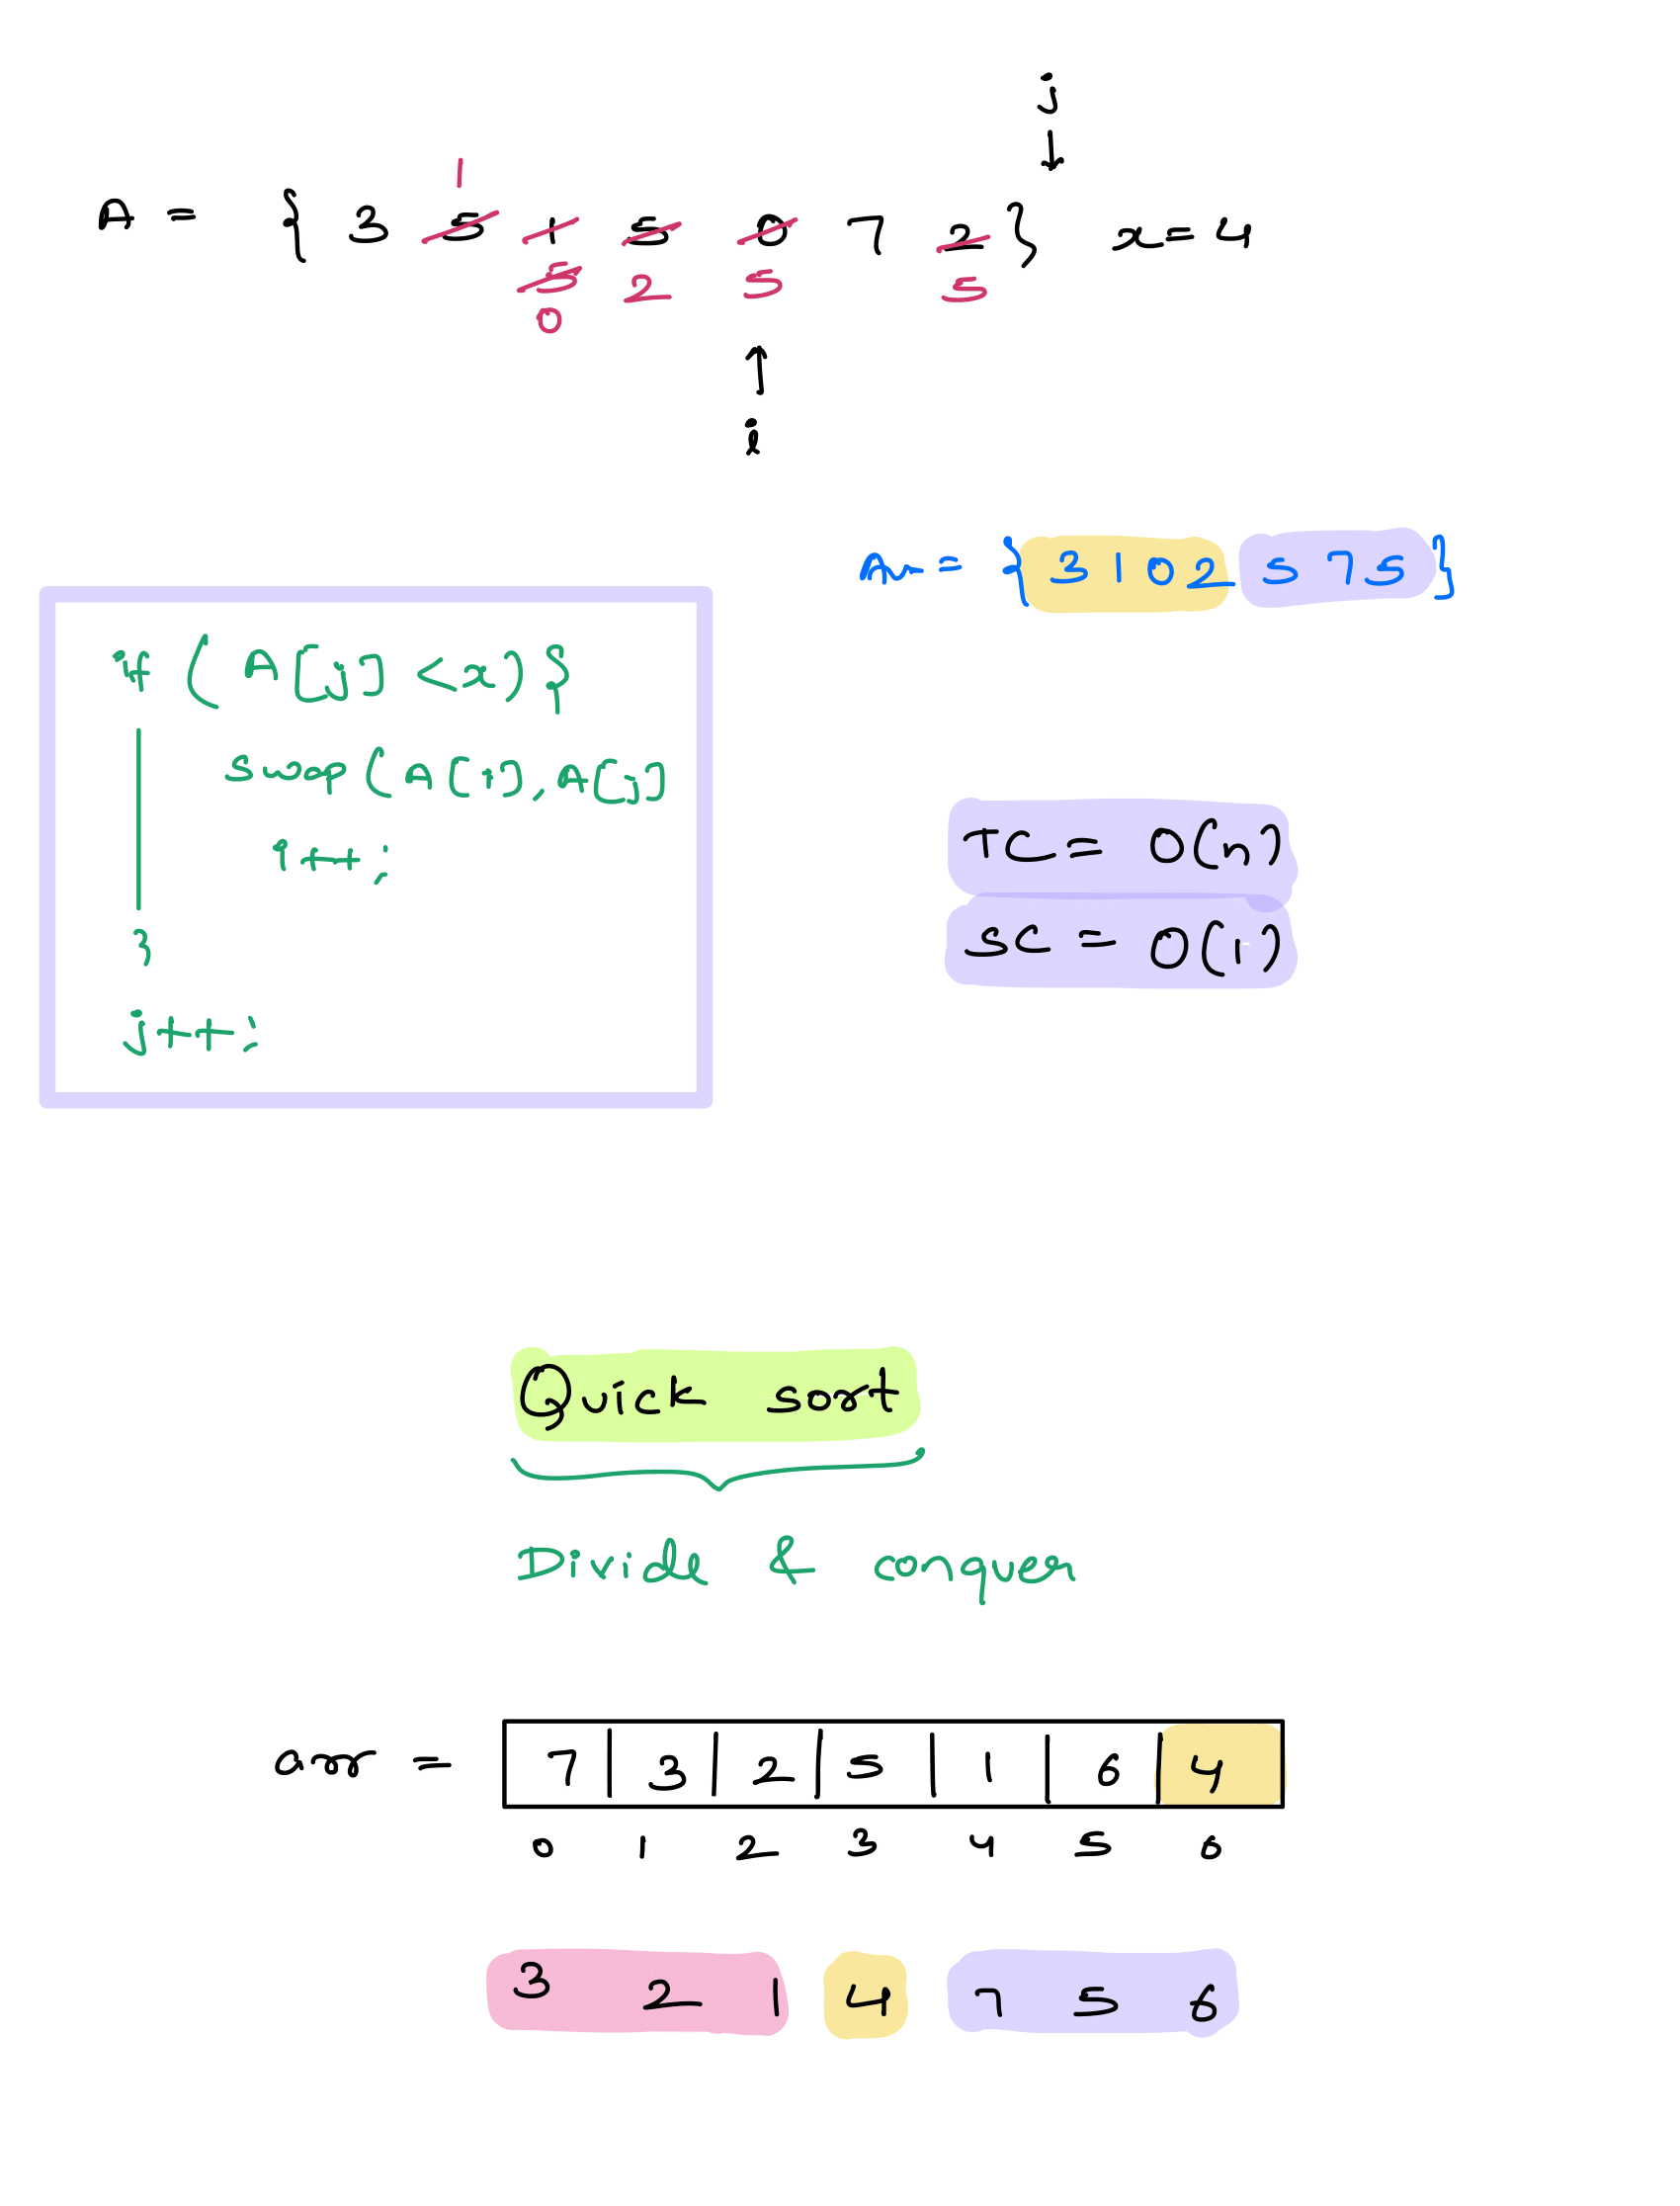 j
↓
1
A = { 3 5 1 5 0 7 2 } x = 4
5 2 5 5
0
↑
i
An = { 3 1 0 2 5 7 5 }
if ( A[j] < x ) {
swap ( A[i], A[j]
i++;
}
j++;
TC = O(n)
SC = O(1)
Quick sort
Divide & conquer
arr = 7 | 3 | 2 | 5 | 1 | 6 | 4
0 1 2 3 4 5 6
3 2 1 4 7 5 6